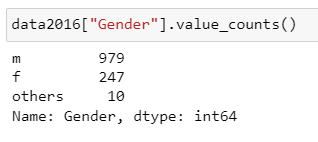 data2016["Gender"].value_counts()
m 979
f 247
others 10
Name: Gender, dtype: int64